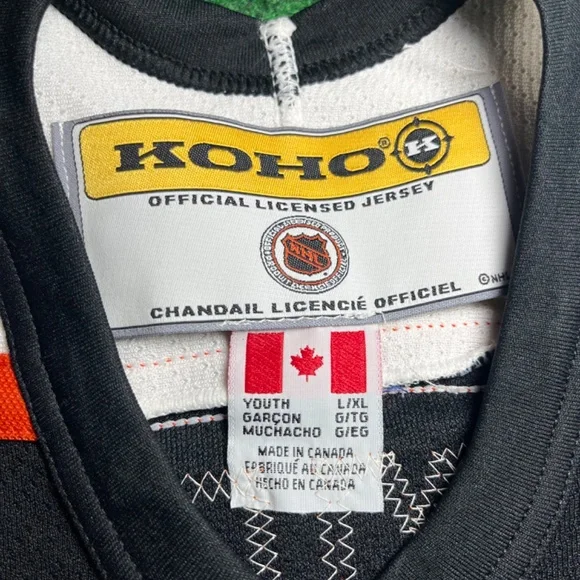 KOHO® K
OFFICIAL LICENSED JERSEY
NHL
CHANDAIL LICENCIÉ OFFICIEL
©NHL
YOUTH L/XL
GARÇON G/TG
MUCHACHO G/EG
MADE IN CANADA
FABRIQUÉ AU CANADA
HECHO EN CANADA